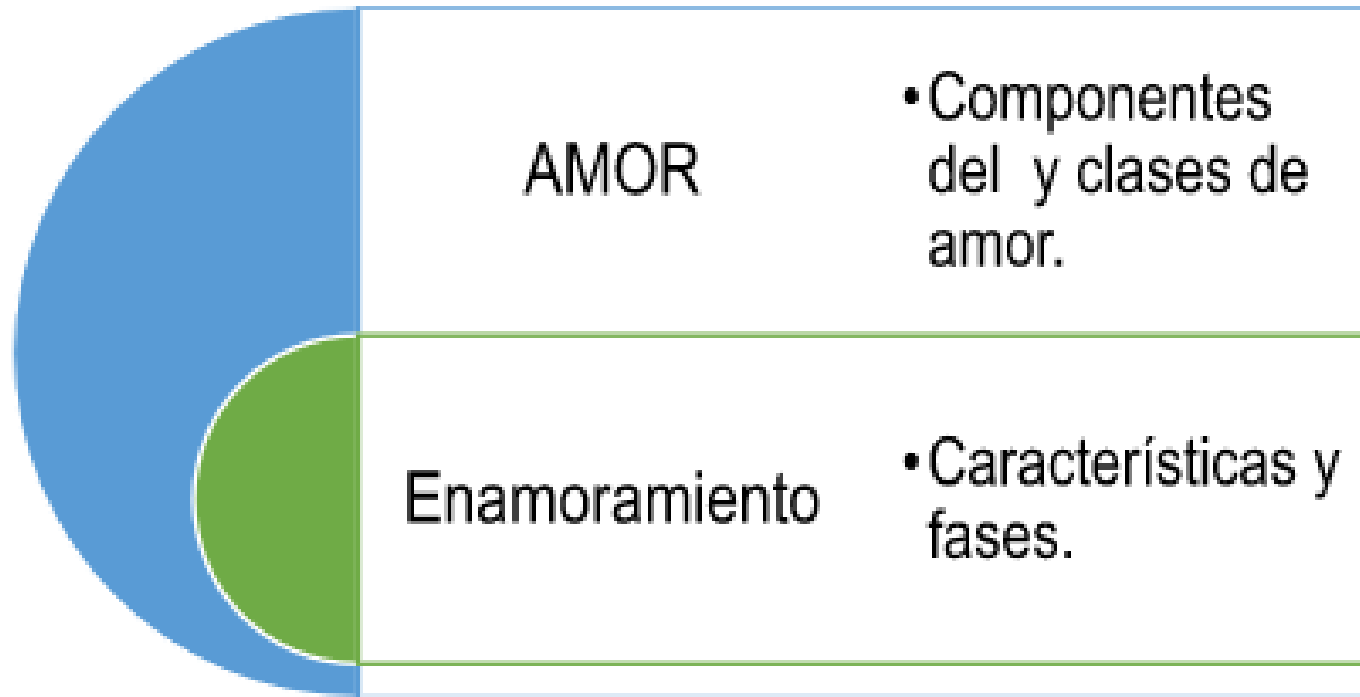 AMOR
•Componentes
del  y clases de
amor.
Enamoramiento
•Características y
fases.